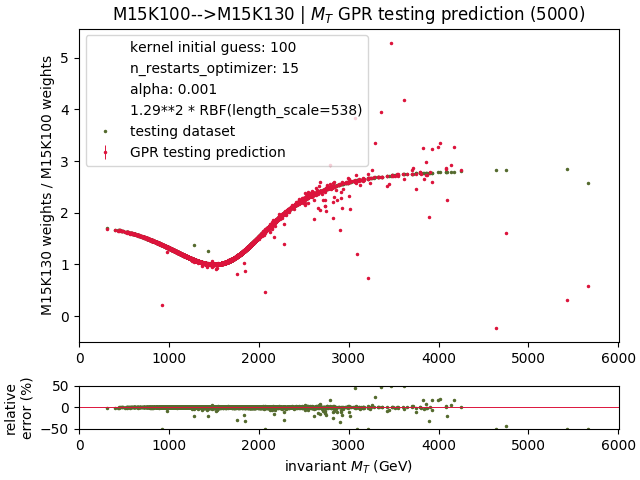 M15K100-->M15K130 | M_T GPR testing prediction (5000)
kernel initial guess: 100
n_restarts_optimizer: 15
alpha: 0.001
1.29**2 * RBF(length_scale=538)
testing dataset
GPR testing prediction
M15K130 weights / M15K100 weights
5
4
3
2
1
0
0 1000 2000 3000 4000 5000 6000
relative
error (%)
50
0
−50
0 1000 2000 3000 4000 5000 6000
invariant M_T (GeV)